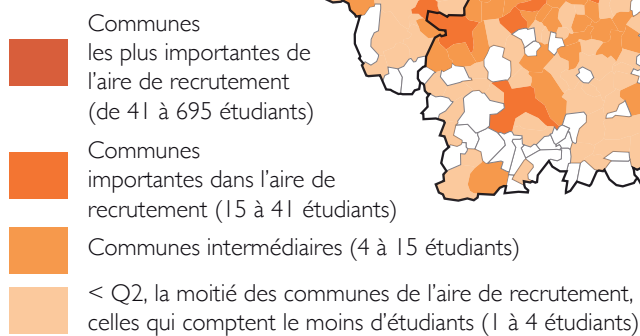 Communes
les plus importantes de
l'aire de recrutement
(de 41 à 695 étudiants)
Communes
importantes dans l'aire de
recrutement (15 à 41 étudiants)
Communes intermédiaires (4 à 15 étudiants)
< Q2, la moitié des communes de l'aire de recrutement,
celles qui comptent le moins d'étudiants (1 à 4 étudiants)